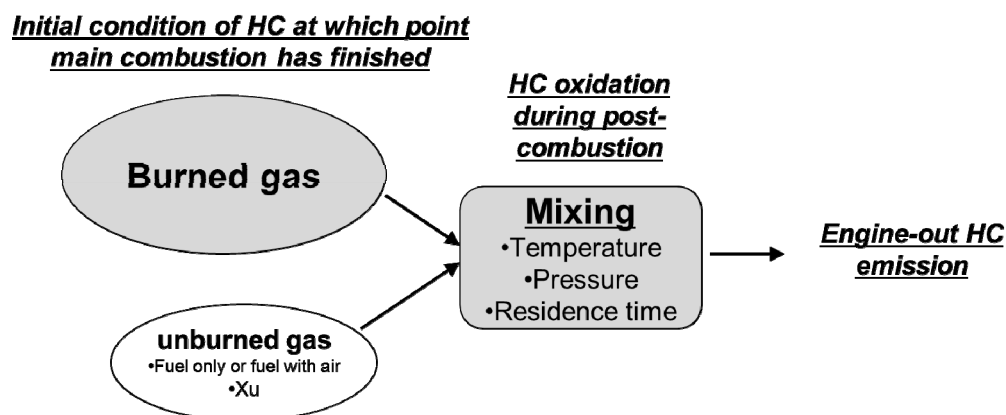 Initial condition of HC at which point
main combustion has finished
HC oxidation
during post-
combustion
Burned gas
Mixing
•Temperature
•Pressure
•Residence time
Engine-out HC
emission
unburned gas
•Fuel only or fuel with air
•Xu